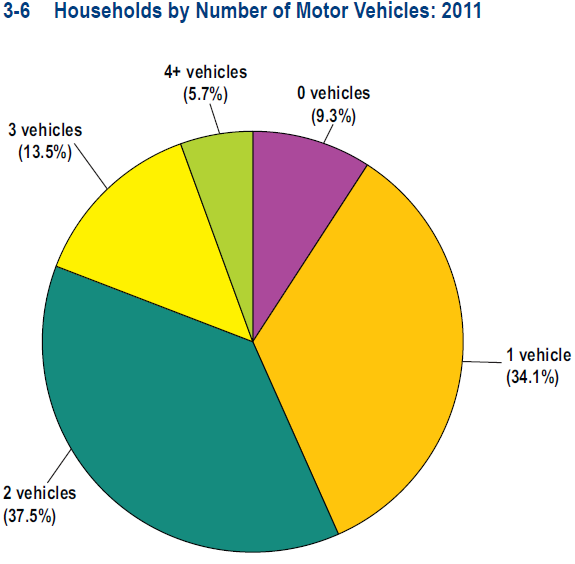 3-6 Households by Number of Motor Vehicles: 2011
4+ vehicles
(5.7%)
0 vehicles
(9.3%)
3 vehicles
(13.5%)
1 vehicle
(34.1%)
2 vehicles
(37.5%)